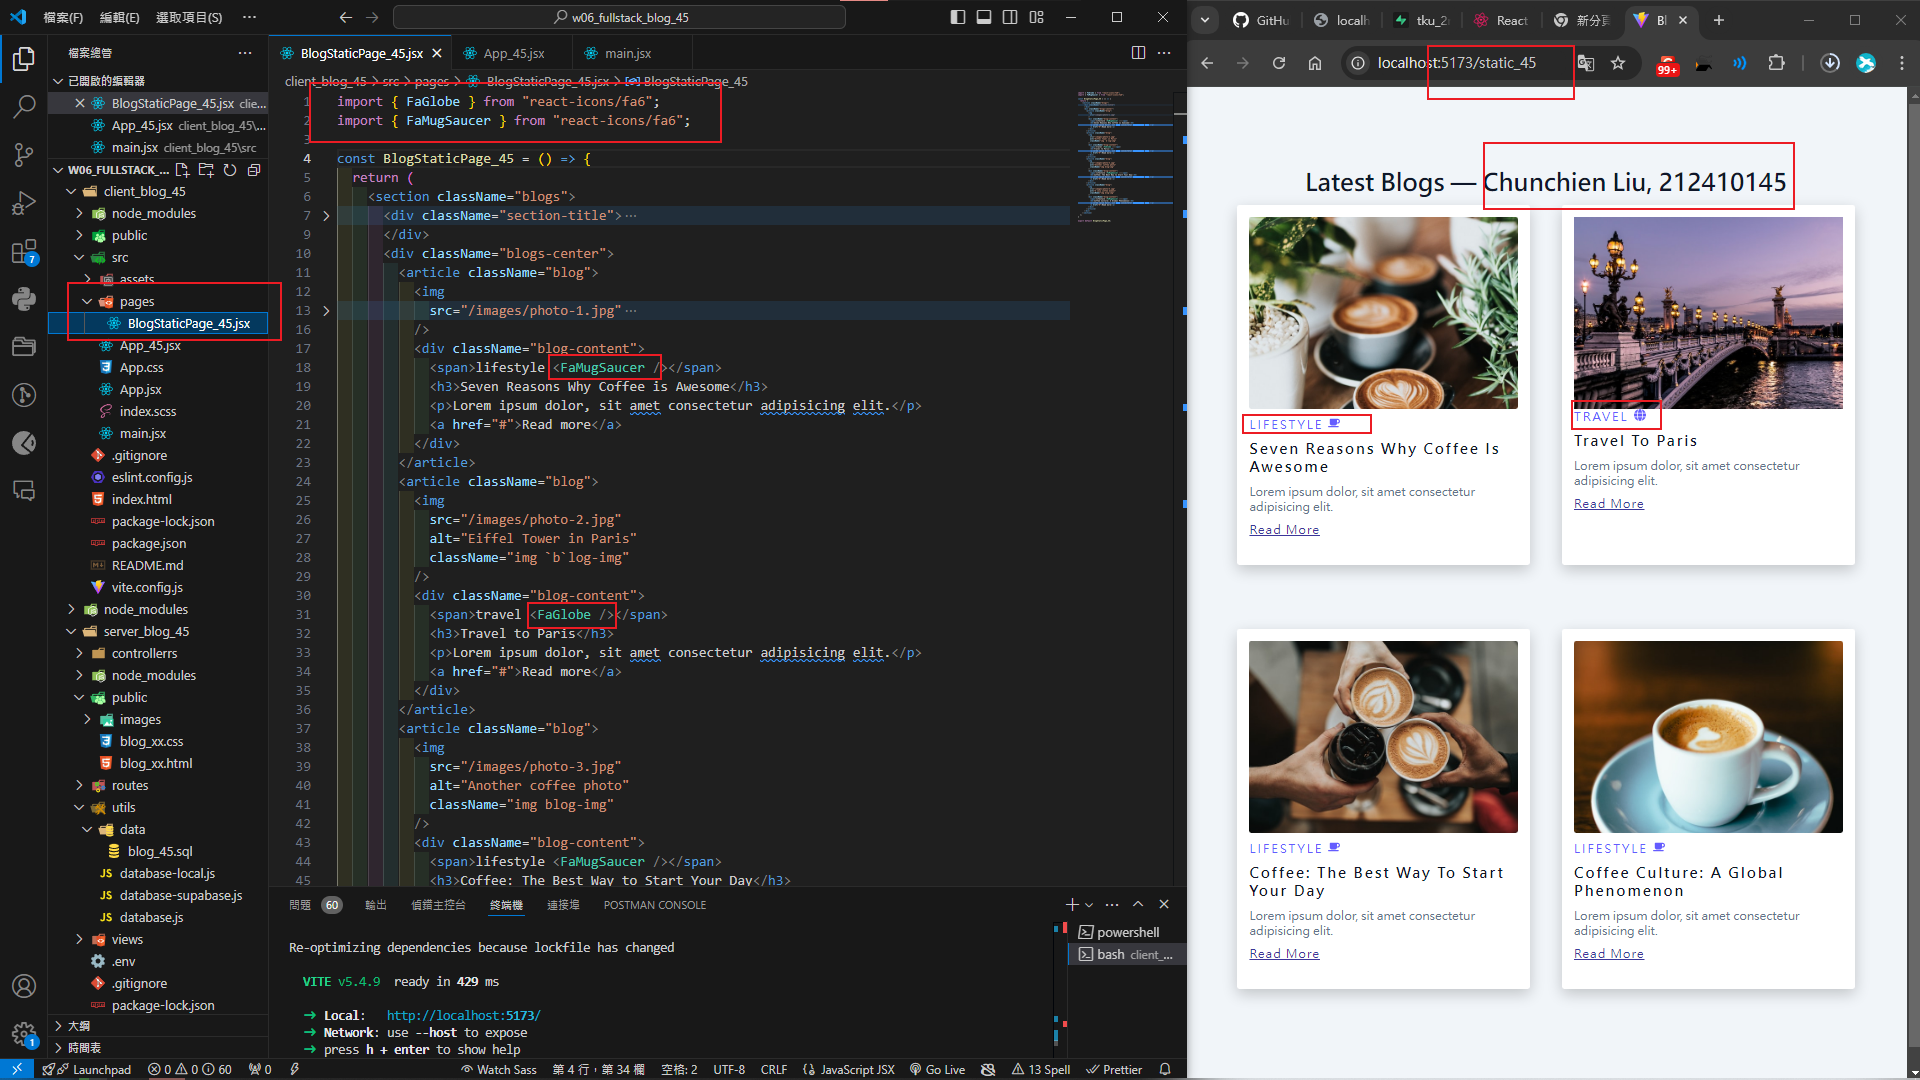 檔案(F) 編輯(E) 選取項目(S) ···
w06_fullstack_blog_45
檔案總管 ···
已開啟的編輯器
BlogStaticPage_45.jsx clie...
App_45.jsx client_blog_45\...
main.jsx client_blog_45\src
W06_FULLSTACK_...
client_blog_45
node_modules
public
src
assets
pages
BlogStaticPage_45.jsx
App_45.jsx
App.css
App.jsx
index.scss
main.jsx
.gitignore
eslint.config.js
index.html
package-lock.json
package.json
README.md
vite.config.js
node_modules
server_blog_45
controllerrs
node_modules
public
images
blog_xx.css
blog_xx.html
routes
utils
data
blog_45.sql
database-local.js
database-supabase.js
database.js
views
.env
.gitignore
package-lock.json
大綱
時間表
7
1
BlogStaticPage_45.jsx App_45.jsx main.jsx
client_blog_45 > src > pages > BlogStaticPage_45.jsx > BlogStaticPage_45
1 import { FaGlobe } from "react-icons/fa6";
2 import { FaMugSaucer } from "react-icons/fa6";
3
4 const BlogStaticPage_45 = () => {
5 return (
6 <section className="blogs">
7 <div className="section-title">···
9 </div>
10 <div className="blogs-center">
11 <article className="blog">
12 <img
13 src="/images/photo-1.jpg"···
16 />
17 <div className="blog-content">
18 <span>lifestyle <FaMugSaucer /></span>
19 <h3>Seven Reasons Why Coffee is Awesome</h3>
20 <p>Lorem ipsum dolor, sit amet consectetur adipisicing elit.</p>
21 <a href="#">Read more</a>
22 </div>
23 </article>
24 <article className="blog">
25 <img
26 src="/images/photo-2.jpg"
27 alt="Eiffel Tower in Paris"
28 className="img `b`log-img"
29 />
30 <div className="blog-content">
31 <span>travel <FaGlobe /></span>
32 <h3>Travel to Paris</h3>
33 <p>Lorem ipsum dolor, sit amet consectetur adipisicing elit.</p>
34 <a href="#">Read more</a>
35 </div>
36 </article>
37 <article className="blog">
38 <img
39 src="/images/photo-3.jpg"
40 alt="Another coffee photo"
41 className="img blog-img"
42 />
43 <div className="blog-content">
44 <span>lifestyle <FaMugSaucer /></span>
45 <h3>Coffee: The Best Way to Start Your Day</h3>
問題 60 輸出 偵錯主控台 終端機 連接埠 POSTMAN CONSOLE
Re-optimizing dependencies because lockfile has changed
VITE v5.4.9 ready in 429 ms
➜ Local: http://localhost:5173/
➜ Network: use --host to expose
➜ press h + enter to show help
powershell
bash client_...
Launchpad 0 0 60 0 Watch Sass 第 4 行,第 34 欄 空格: 2 UTF-8 CRLF JavaScript JSX Go Live 13 Spell Prettier
GitHu localh tku_2 React 新分頁 Bl
localhost:5173/static_45
99+
Latest Blogs — Chunchien Liu, 212410145
LIFESTYLE
Seven Reasons Why Coffee Is
Awesome
Lorem ipsum dolor, sit amet consectetur
adipisicing elit.
Read More
TRAVEL
Travel To Paris
Lorem ipsum dolor, sit amet consectetur
adipisicing elit.
Read More
LIFESTYLE
Coffee: The Best Way To Start
Your Day
Lorem ipsum dolor, sit amet consectetur
adipisicing elit.
Read More
LIFESTYLE
Coffee Culture: A Global
Phenomenon
Lorem ipsum dolor, sit amet consectetur
adipisicing elit.
Read More